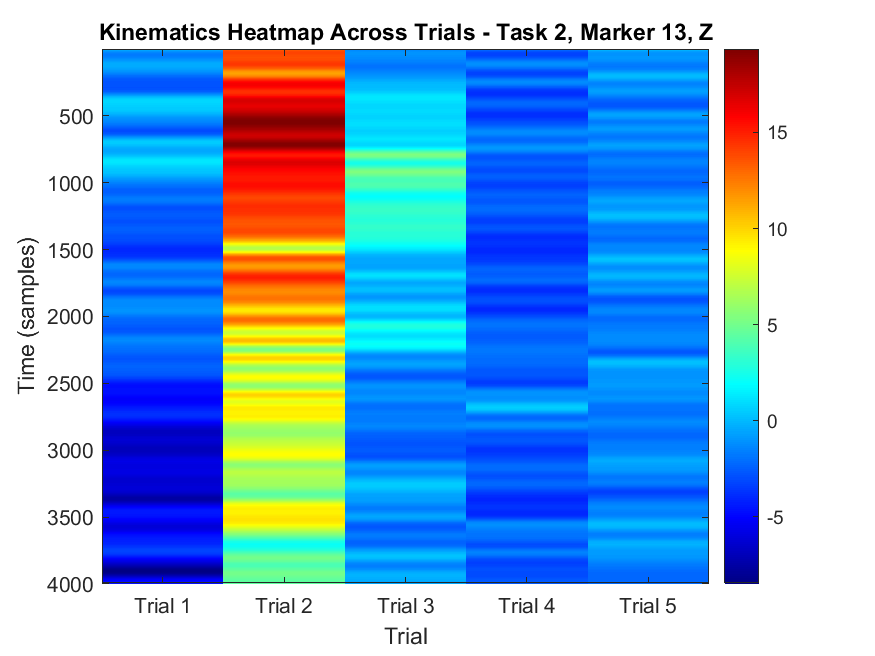 Kinematics Heatmap Across Trials - Task 2, Marker 13, Z
Time (samples)
500
1000
1500
2000
2500
3000
3500
4000
Trial 1
Trial 2
Trial 3
Trial 4
Trial 5
Trial
15
10
5
0
-5